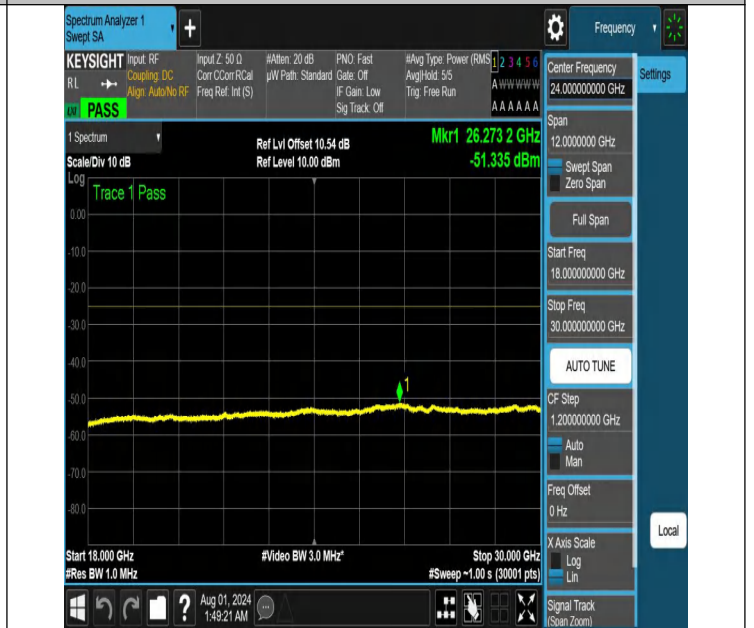 Spectrum Analyzer 1
Swept SA
+
Frequency
KEYSIGHT
RL
PASS
Input: RF
Coupling: DC
Align: Auto/No RF
Input Z: 50 Ω
Corr CCorr RCal
Freq Ref: Int (S)
#Atten: 20 dB
µW Path: Standard
PNO: Fast
Gate: Off
IF Gain: Low
Sig Track: Off
#Avg Type: Power (RMS
Avg|Hold: 5/5
Trig: Free Run
1 2 3 4 5 6
A W W W W W
A A A A A A
1 Spectrum
Scale/Div 10 dB
Ref Lvl Offset 10.54 dB
Ref Level 10.00 dBm
Mkr1 26.273 2 GHz
-51.335 dBm
Log
Trace 1 Pass
0.00
-10.0
-20.0
-30.0
-40.0
-50.0
-60.0
-70.0
-80.0
1
Start 18.000 GHz
#Res BW 1.0 MHz
#Video BW 3.0 MHz*
Stop 30.000 GHz
#Sweep ~1.00 s (30001 pts)
?
Aug 01, 2024
1:49:21 AM
Center Frequency
24.000000000 GHz
Settings
Span
12.0000000 GHz
Swept Span
Zero Span
Full Span
Start Freq
18.000000000 GHz
Stop Freq
30.000000000 GHz
AUTO TUNE
CF Step
1.200000000 GHz
Auto
Man
Freq Offset
0 Hz
X Axis Scale
Log
Lin
Local
Signal Track
(Span Zoom)